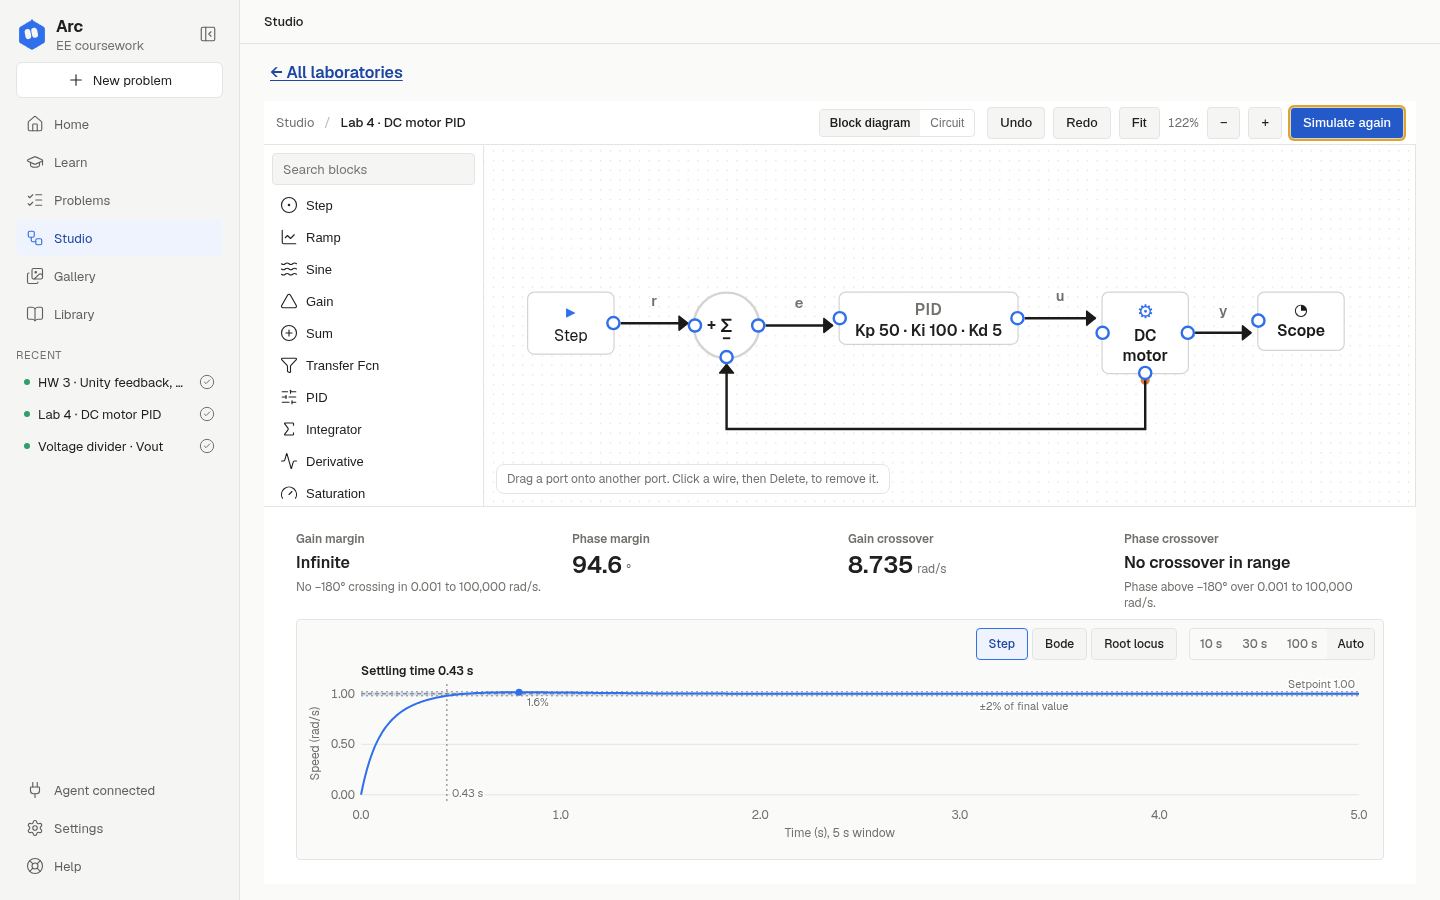 Arc
EE coursework
New problem
Home
Learn
Problems
Studio
Gallery
Library
RECENT
HW 3 · Unity feedback, ...
Lab 4 · DC motor PID
Voltage divider · Vout
Agent connected
Settings
Help
Studio
← All laboratories
Studio / Lab 4 · DC motor PID
Block diagram
Circuit
Undo
Redo
Fit
122%
−
+
Simulate again
Search blocks
Step
Ramp
Sine
Gain
Sum
Transfer Fcn
PID
Integrator
Derivative
Saturation
Step
r
+ Σ
−
e
PID
Kp 50 · Ki 100 · Kd 5
u
DC
motor
y
Scope
Drag a port onto another port. Click a wire, then Delete, to remove it.
Gain margin
Infinite
No −180° crossing in 0.001 to 100,000 rad/s.
Phase margin
94.6 °
Gain crossover
8.735 rad/s
Phase crossover
No crossover in range
Phase above −180° over 0.001 to 100,000
rad/s.
Step
Bode
Root locus
10 s
30 s
100 s
Auto
Settling time 0.43 s
Setpoint 1.00
1.6%
±2% of final value
0.43 s
Speed (rad/s)
1.00
0.50
0.00
0.0
1.0
2.0
3.0
4.0
5.0
Time (s), 5 s window